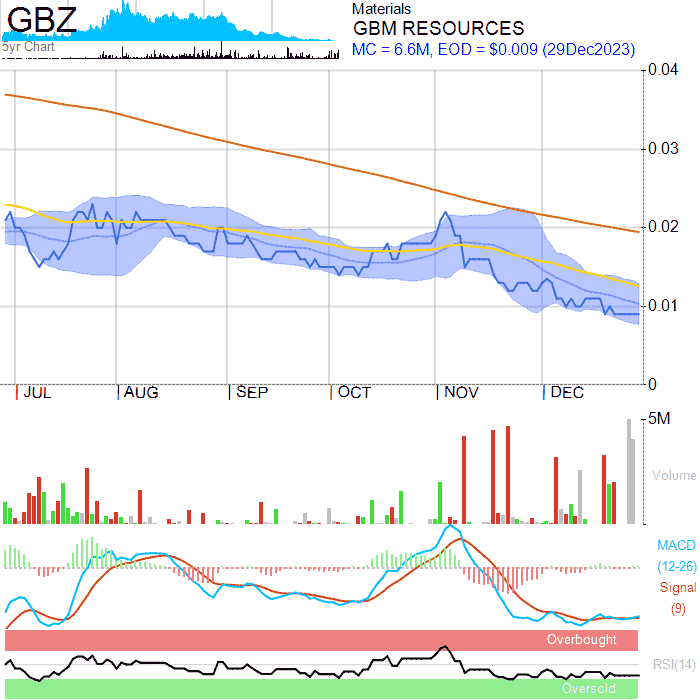 GBZ
5yr Chart
Materials
GBM RESOURCES
MC = 6.6M, EOD = $0.009 (29Dec2023)
0.04
0.03
0.02
0.01
0
JUL AUG SEP OCT NOV DEC
5M
Volume
MACD
(12-26)
Signal
(9)
Overbought
RSI(14)
Oversold